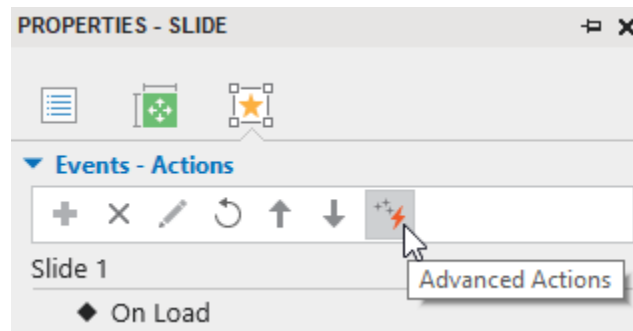 PROPERTIES - SLIDE
Events - Actions
Slide 1
Advanced Actions
On Load